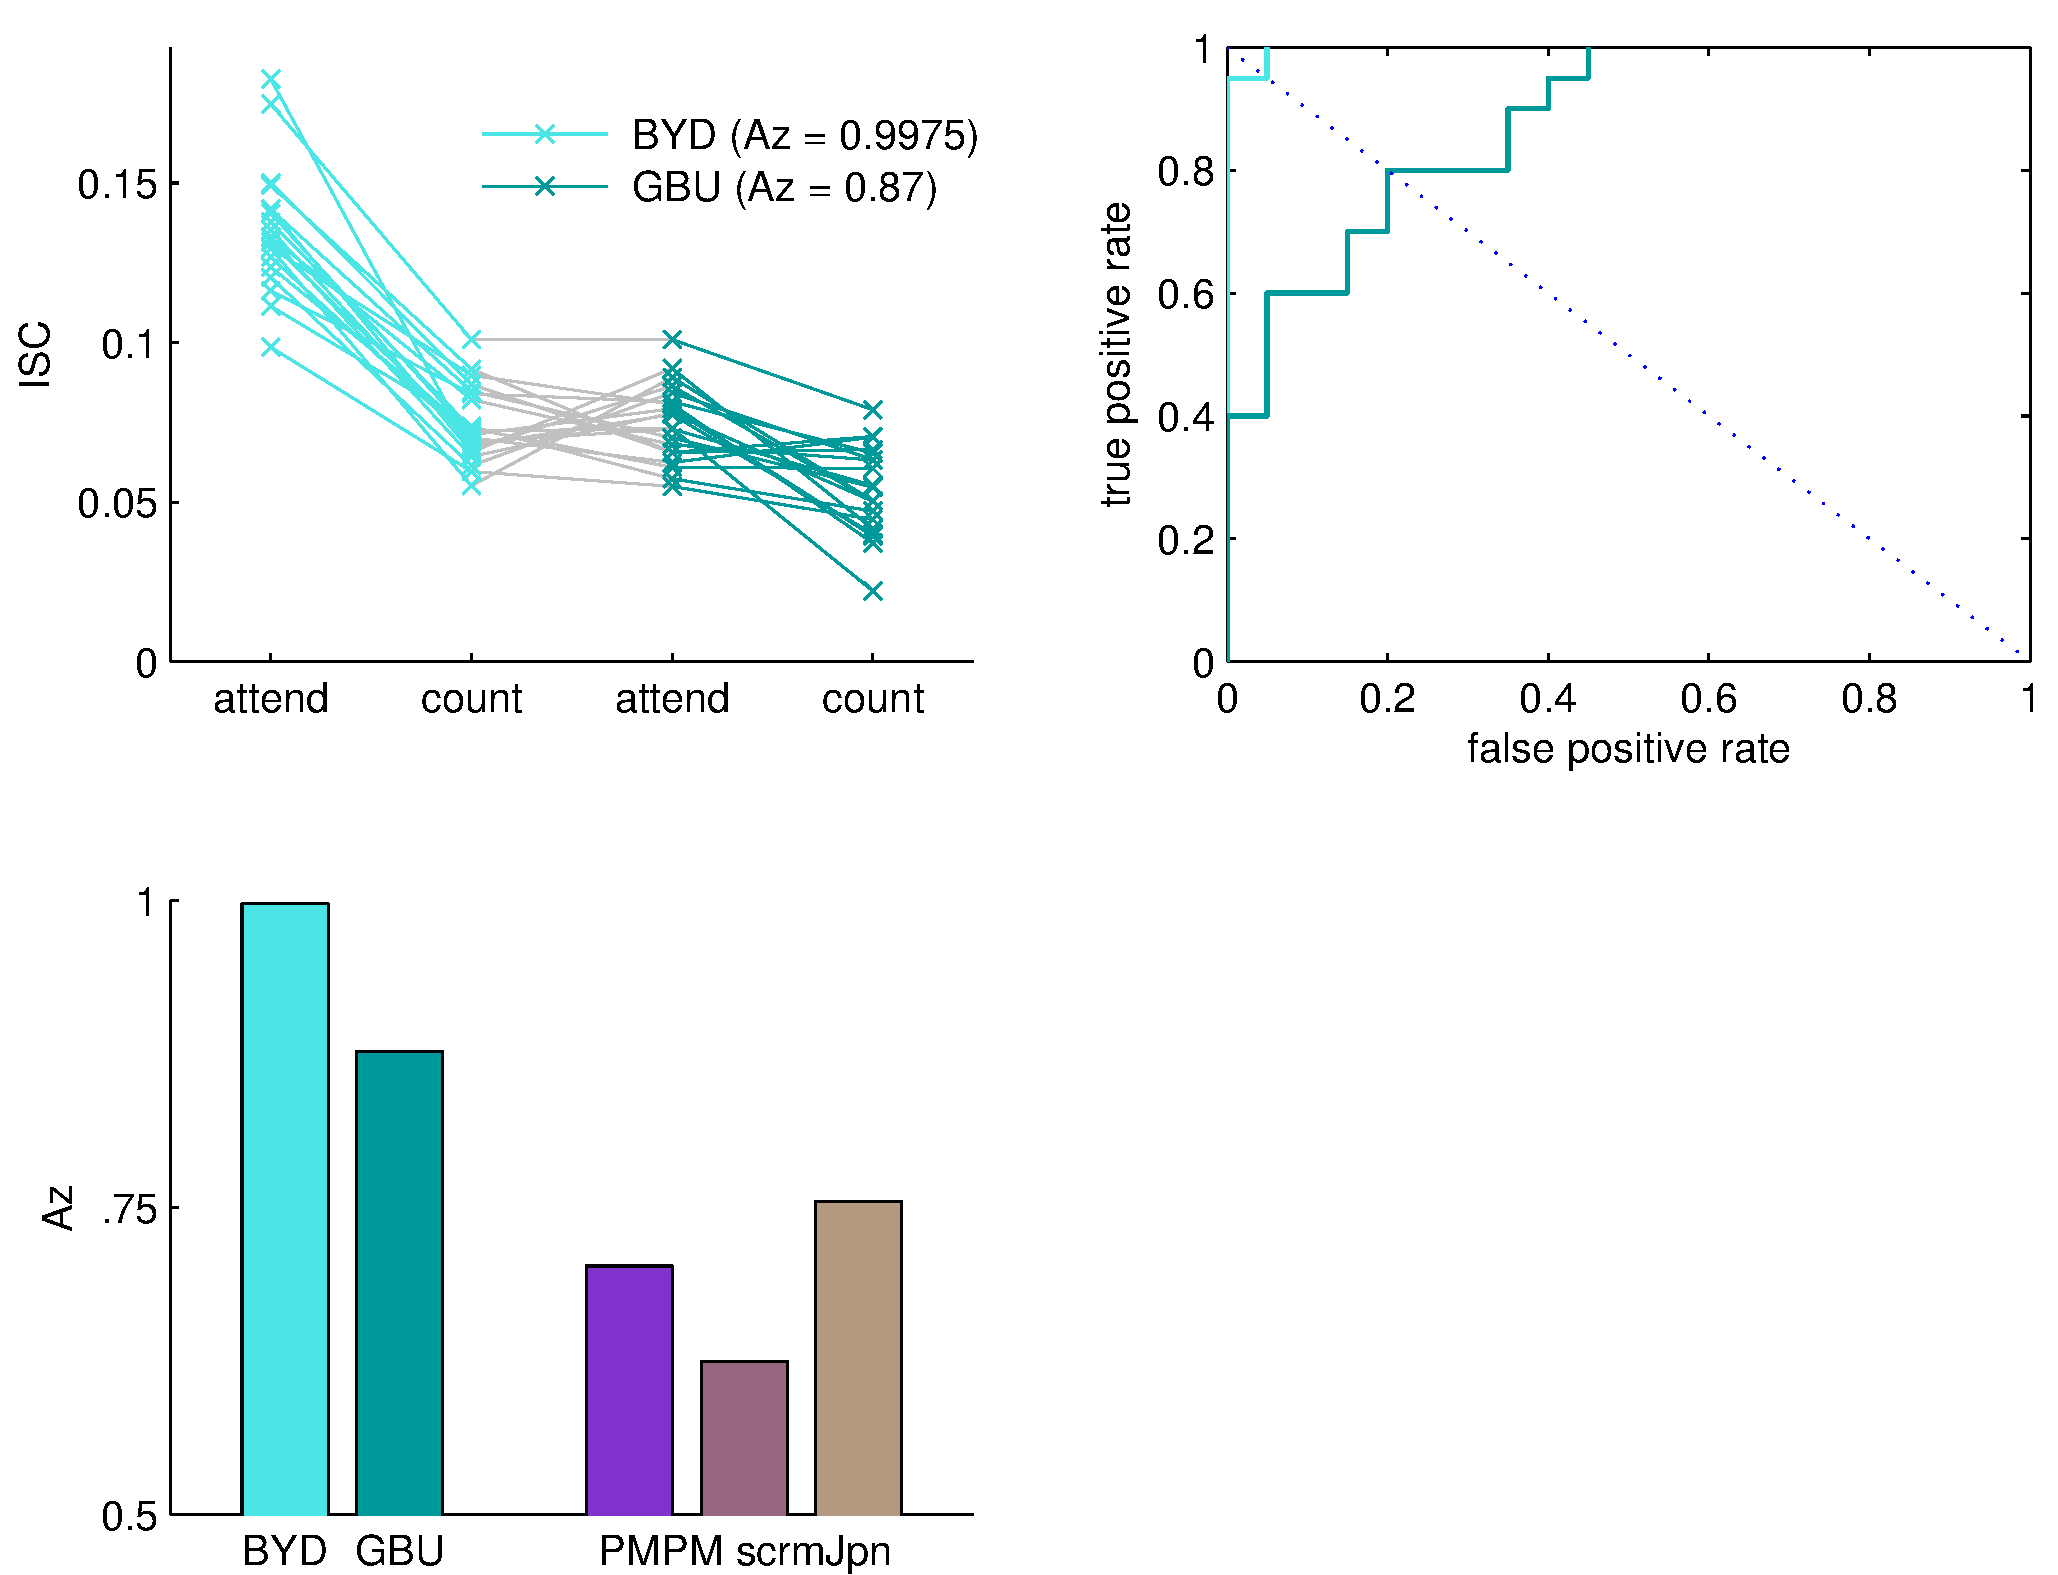 ISC
0.15
0.1
0.05
0
attend count attend count
BYD (Az = 0.9975)
GBU (Az = 0.87)
true positive rate
1
0.8
0.6
0.4
0.2
0
0 0.2 0.4 0.6 0.8 1
false positive rate
Az
1
.75
0.5
BYD GBU PMPM scrmJpn